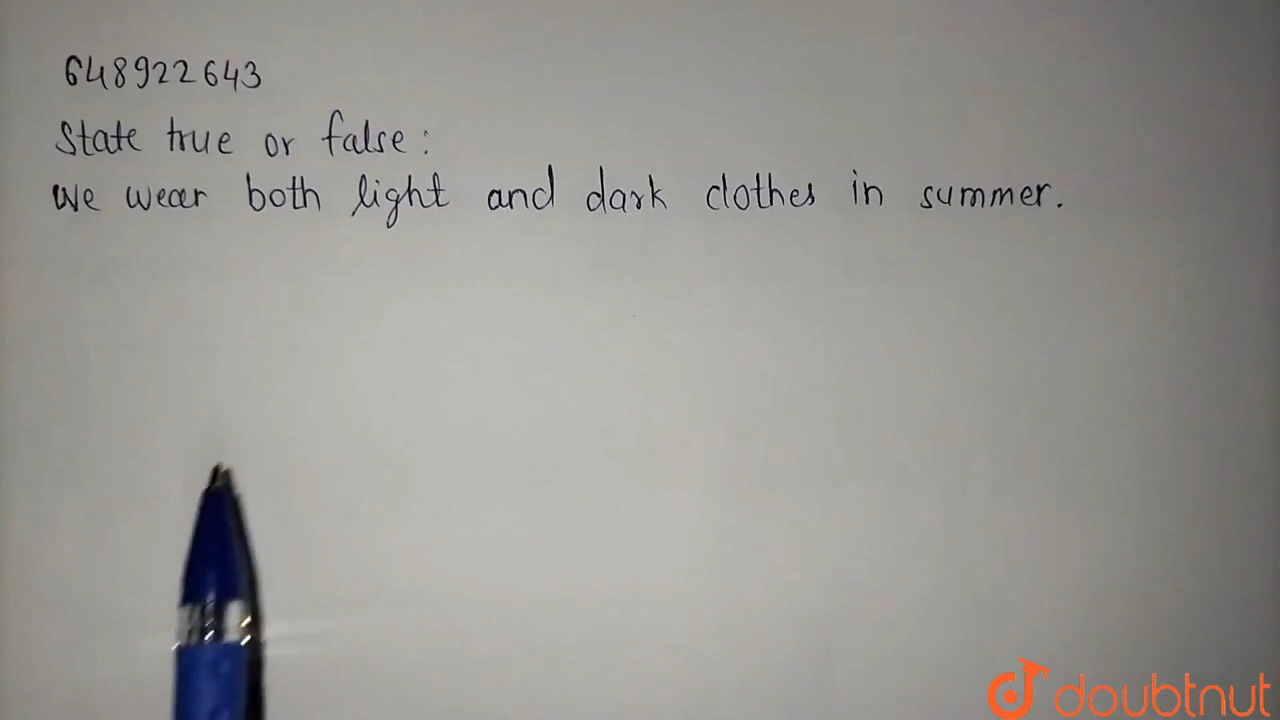 648922643
State true or false:
We wear both light and dark clothes in summer.
doubtnut